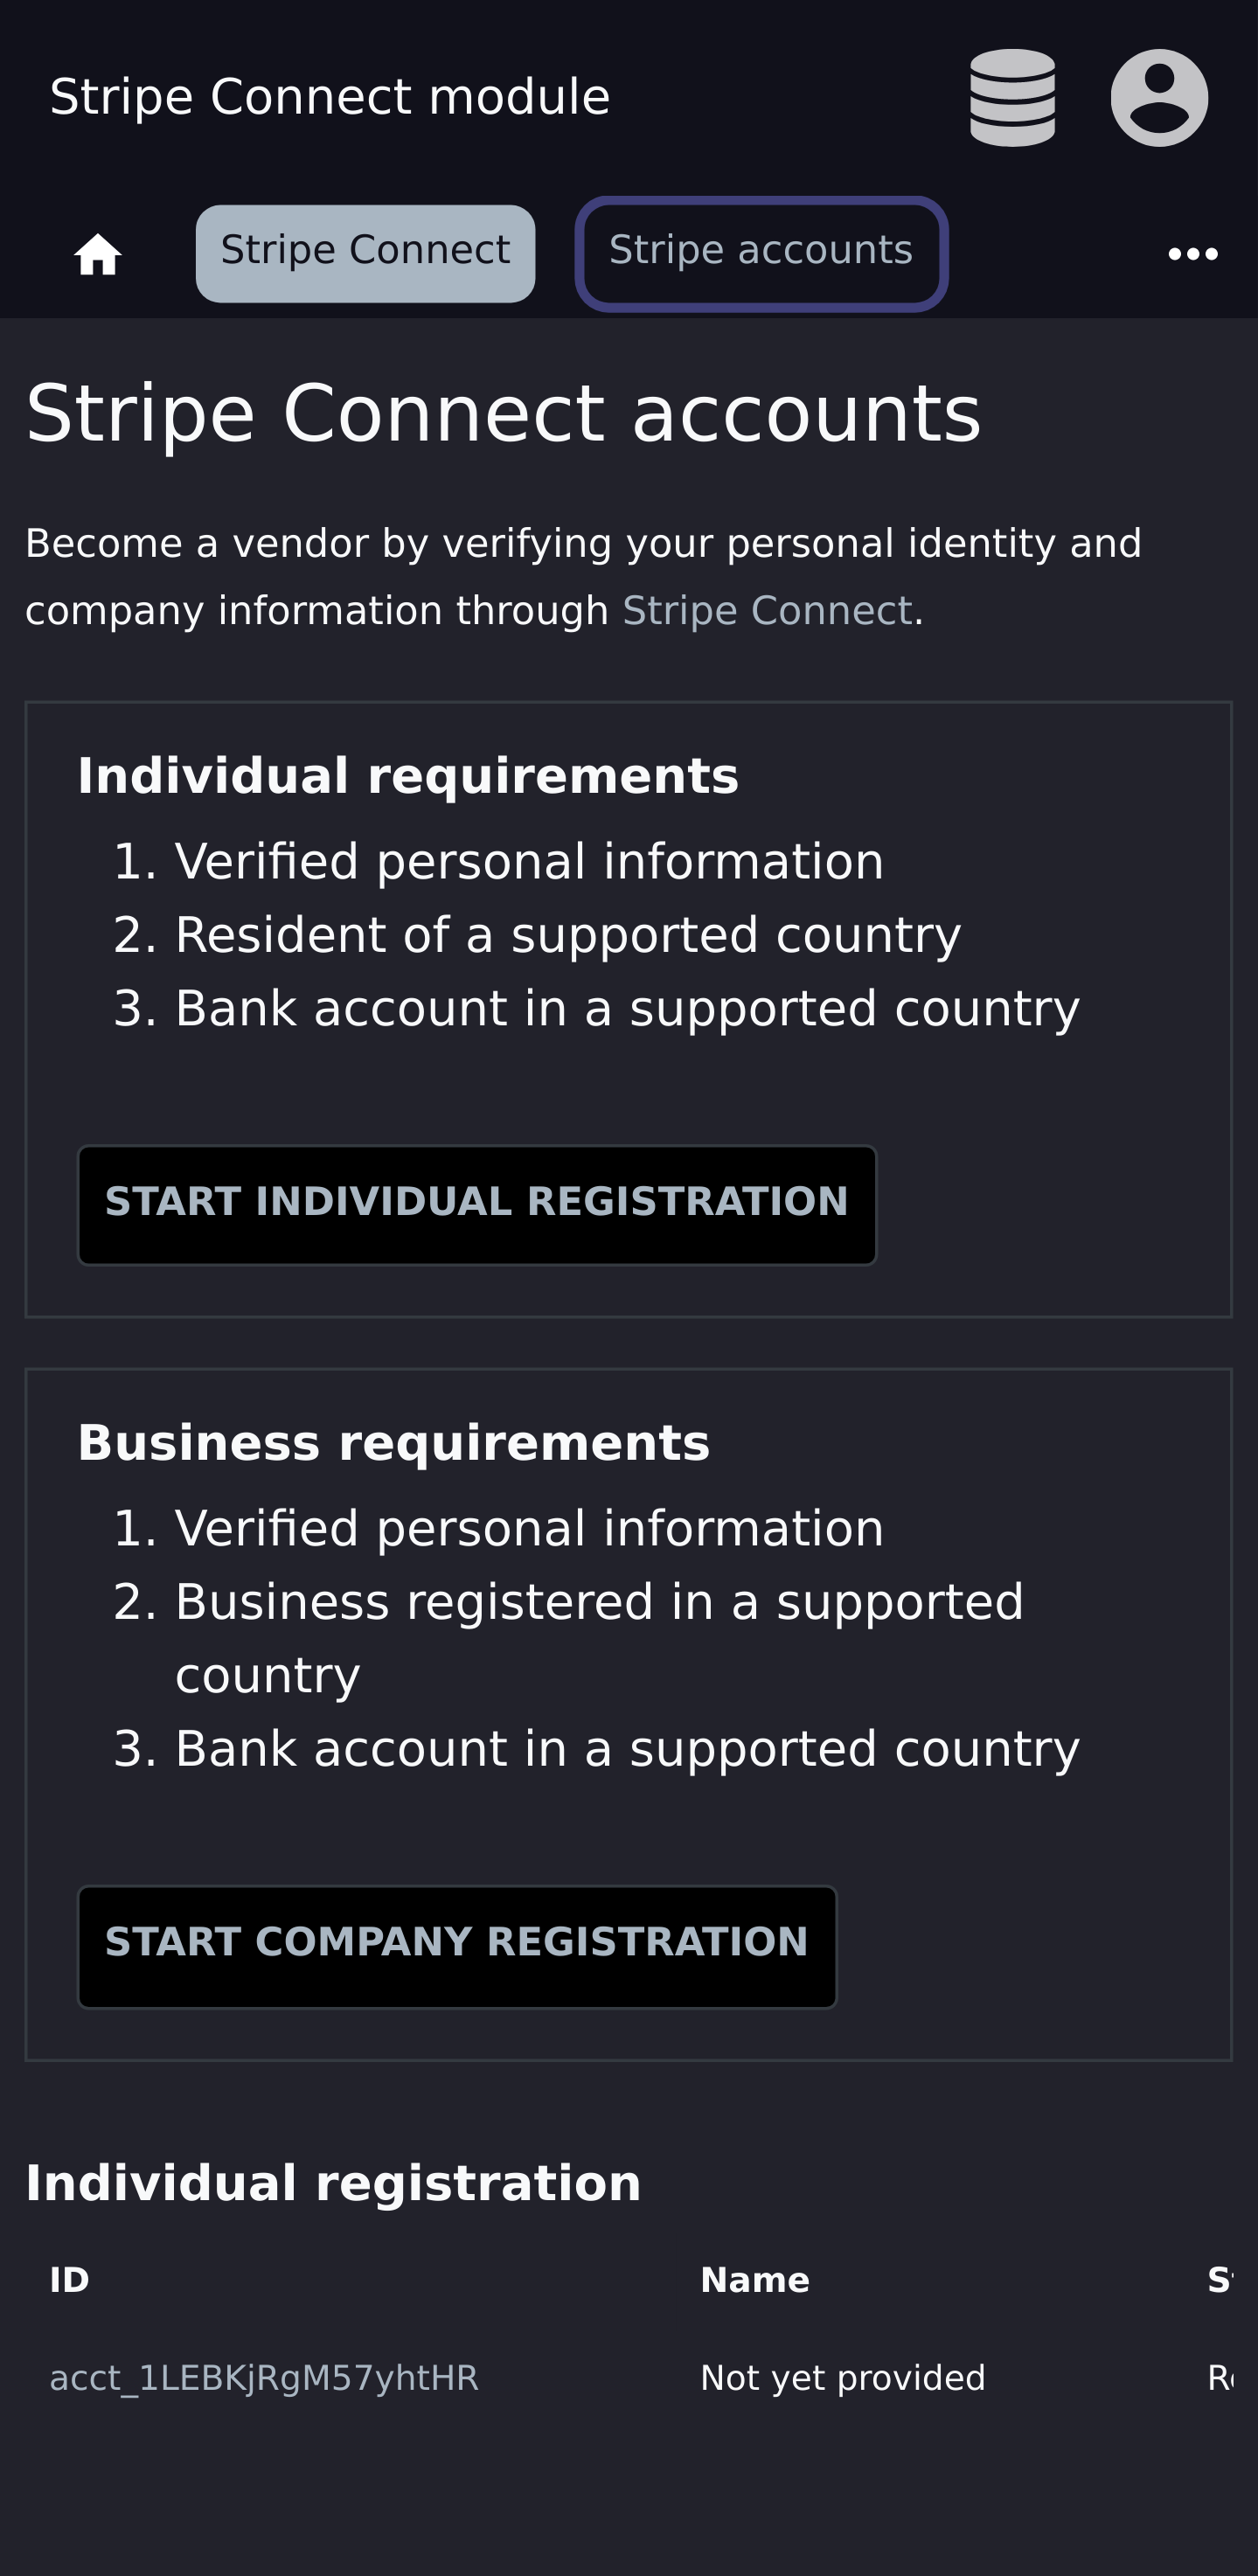 Stripe Connect module
Stripe Connect
Stripe accounts
Stripe Connect accounts
Become a vendor by verifying your personal identity and
company information through Stripe Connect.
Individual requirements
1. Verified personal information
2. Resident of a supported country
3. Bank account in a supported country
START INDIVIDUAL REGISTRATION
Business requirements
1. Verified personal information
2. Business registered in a supported
country
3. Bank account in a supported country
START COMPANY REGISTRATION
Individual registration
ID Name
acct_1LEBKjRgM57yhtHR Not yet provided